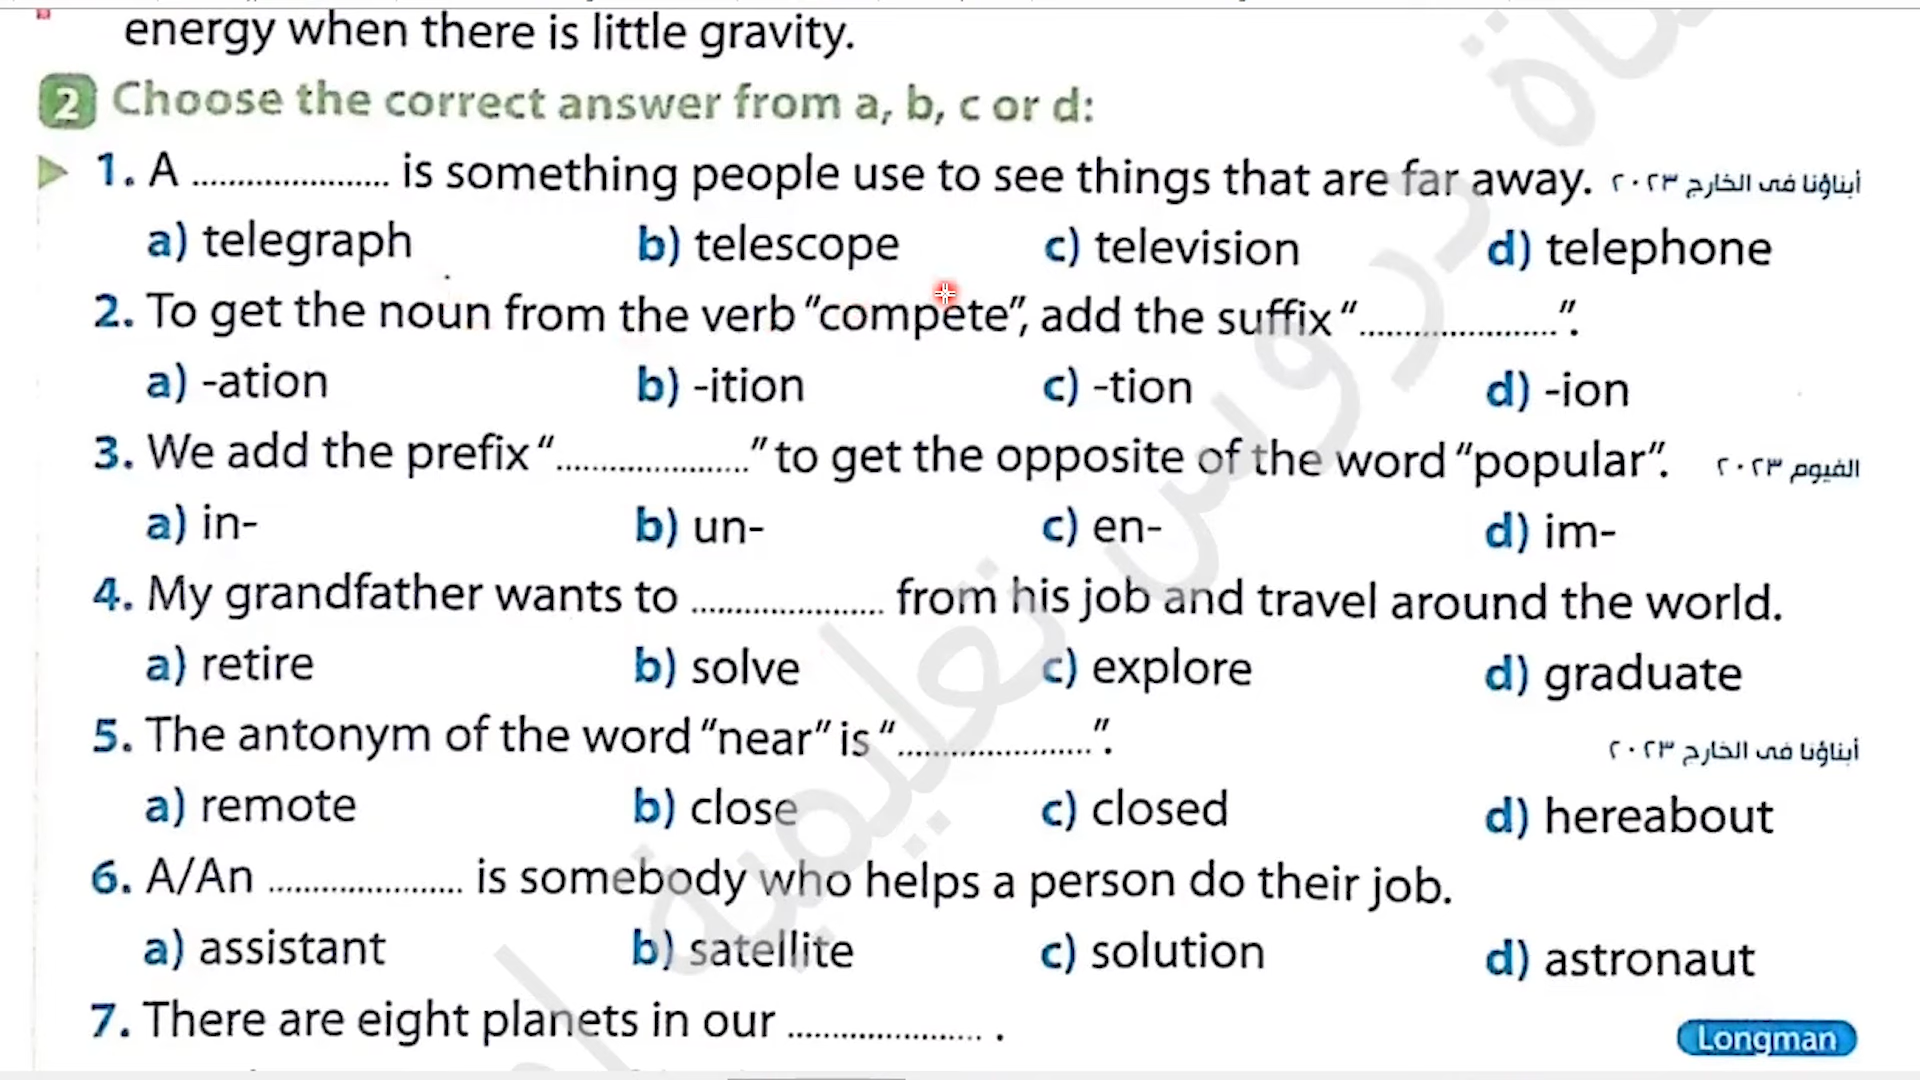 energy when there is little gravity.
2 Choose the correct answer from a, b, c or d:
1. A ...................... is something people use to see things that are far away. أبناؤنا فى الخارج ٢٠٢٣
a) telegraph b) telescope c) television d) telephone
2. To get the noun from the verb “compete”, add the suffix “......................”.
a) -ation b) -ition c) -tion d) -ion
3. We add the prefix “......................” to get the opposite of the word “popular”. الفيوم ٢٠٢٣
a) in- b) un- c) en- d) im-
4. My grandfather wants to ...................... from his job and travel around the world.
a) retire b) solve c) explore d) graduate
5. The antonym of the word “near” is “......................”. أبناؤنا فى الخارج ٢٠٢٣
a) remote b) close c) closed d) hereabout
6. A/An ...................... is somebody who helps a person do their job.
a) assistant b) satellite c) solution d) astronaut
7. There are eight planets in our ...................... .
Longman
دروس تعليمية